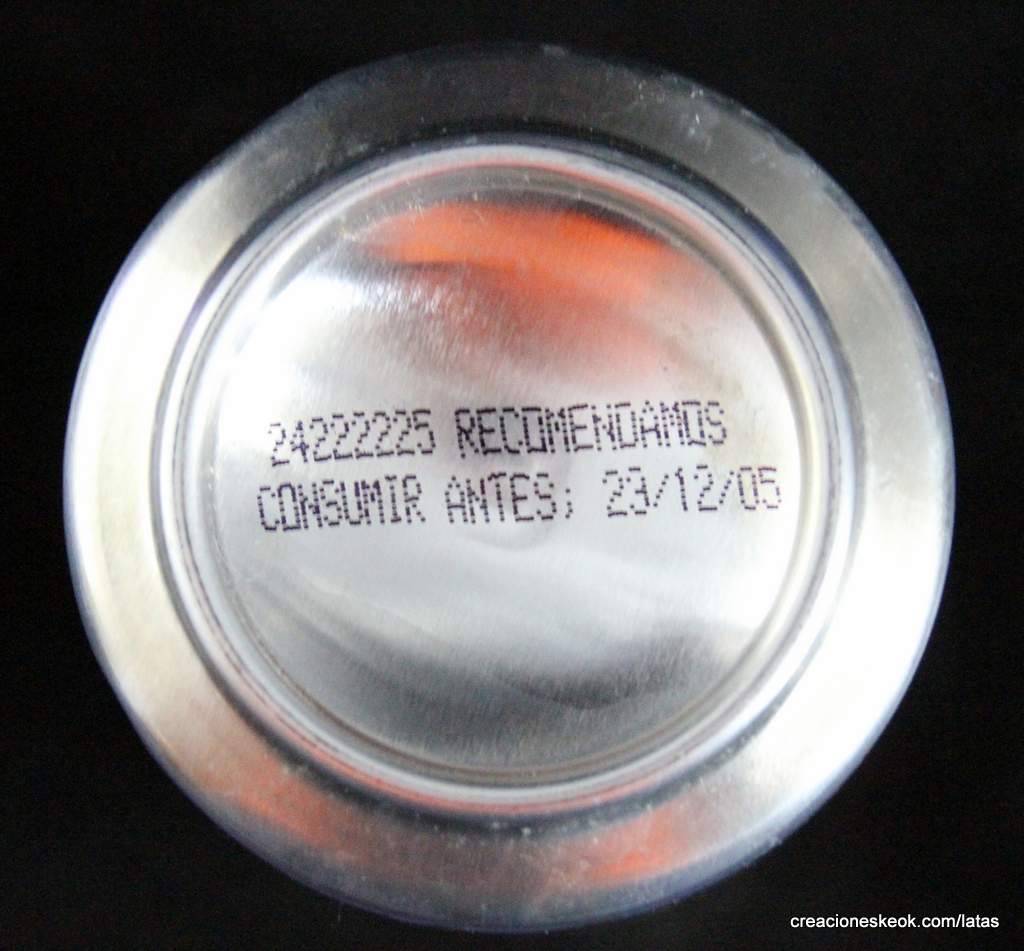 24222225 RECOMENDAMOS
CONSUMIR ANTES; 23/12/05
creacioneskeok.com/latas